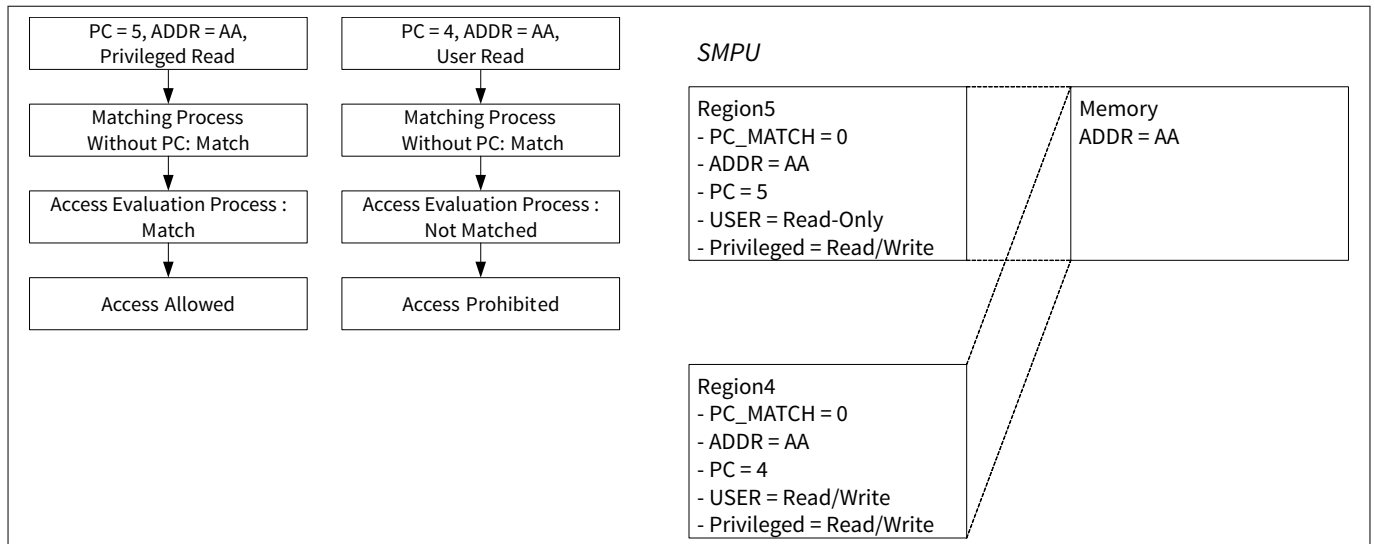 PC = 5, ADDR = AA,
Privileged Read
Matching Process
Without PC: Match
Access Evaluation Process :
Match
Access Allowed
PC = 4, ADDR = AA,
User Read
Matching Process
Without PC: Match
Access Evaluation Process :
Not Matched
Access Prohibited
SMPU
Region5
- PC_MATCH = 0
- ADDR = AA
- PC = 5
- USER = Read-Only
- Privileged = Read/Write
Memory
ADDR = AA
Region4
- PC_MATCH = 0
- ADDR = AA
- PC = 4
- USER = Read/Write
- Privileged = Read/Write